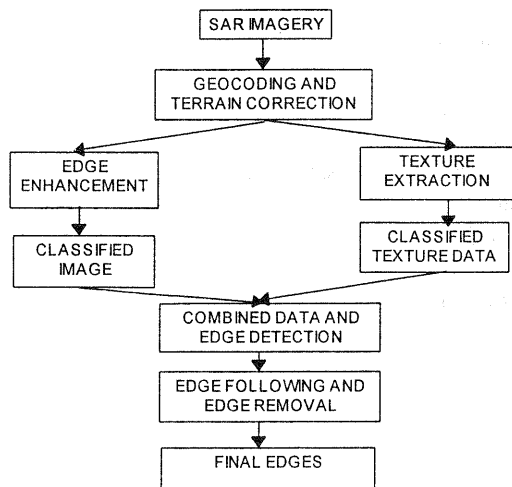 SAR IMAGERY
GEOCODING AND
TERRAIN CORRECTION
EDGE
ENHANCEMENT
TEXTURE
EXTRACTION
CLASSIFIED
IMAGE
CLASSIFIED
TEXTURE DATA
COMBINED DATA AND
EDGE DETECTION
EDGE FOLLOWING AND
EDGE REMOVAL
FINAL EDGES